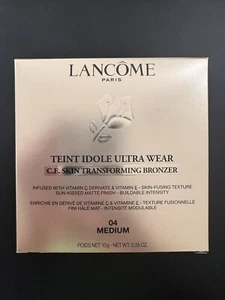 LANCÔME
PARIS
TEINT IDOLE ULTRA WEAR
C.E. SKIN TRANSFORMING BRONZER
INFUSED WITH VITAMIN C DERIVATE & VITAMIN E - SKIN-FUSING TEXTURE
SUN-KISSED MATTE FINISH - BUILDABLE INTENSITY
ENRICHIE EN DÉRIVÉ DE VITAMINE C & VITAMINE E - TEXTURE FUSIONNELLE
FINI HÂLÉ MAT - INTENSITÉ MODULABLE
04
MEDIUM
POIDS NET 10g - NET WT. 0.35 OZ.